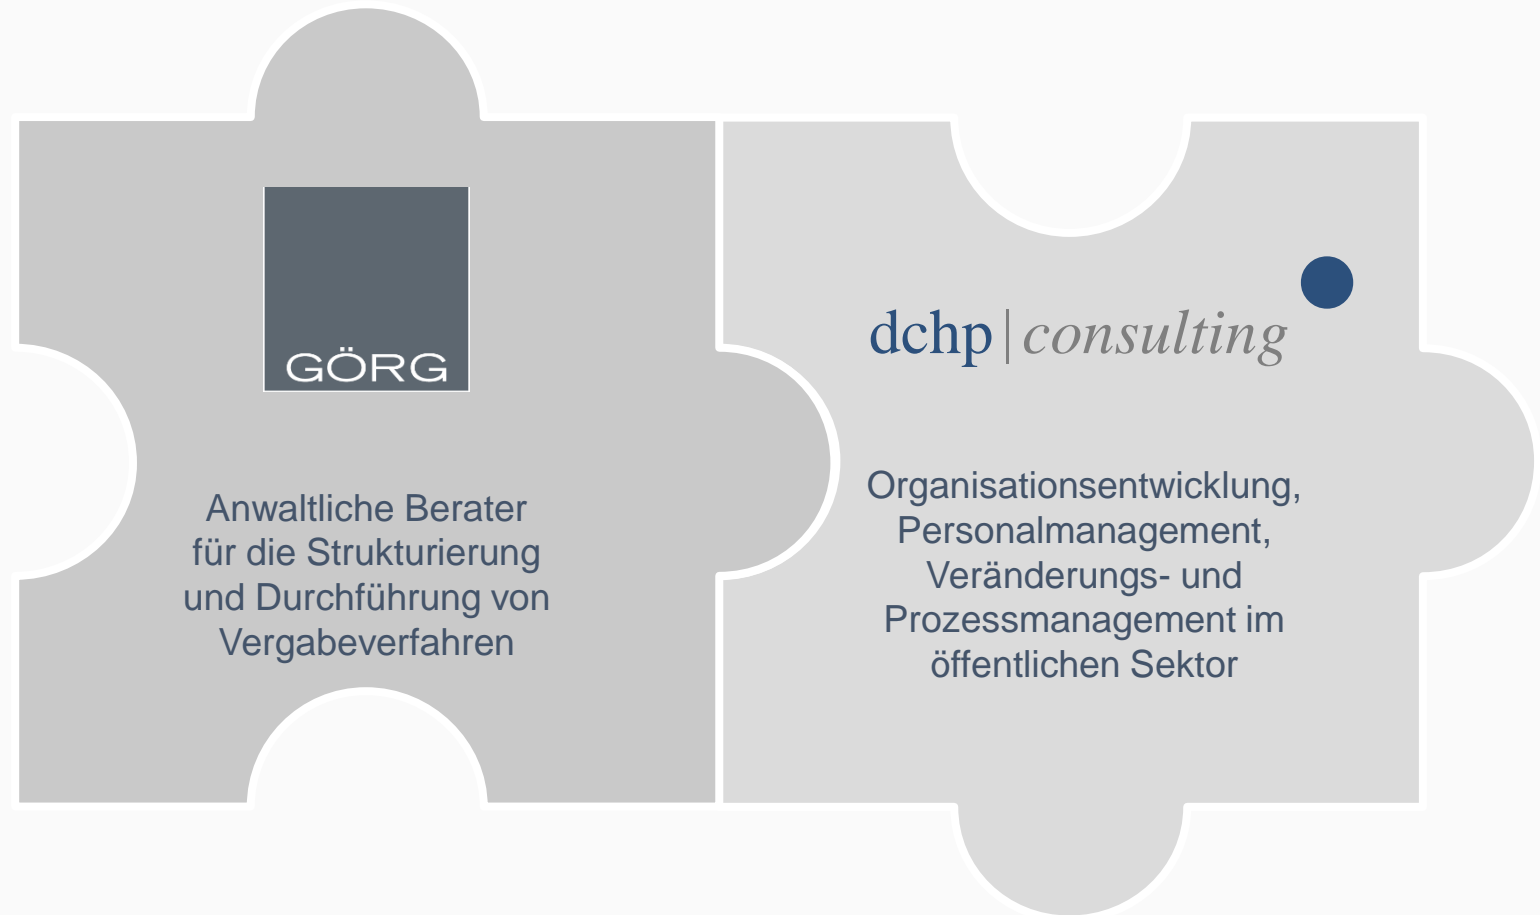 GÖRG
Anwaltliche Berater
für die Strukturierung
und Durchführung von
Vergabeverfahren
dchp|consulting
Organisationsentwicklung,
Personalmanagement,
Veränderungs- und
Prozessmanagement im
öffentlichen Sektor